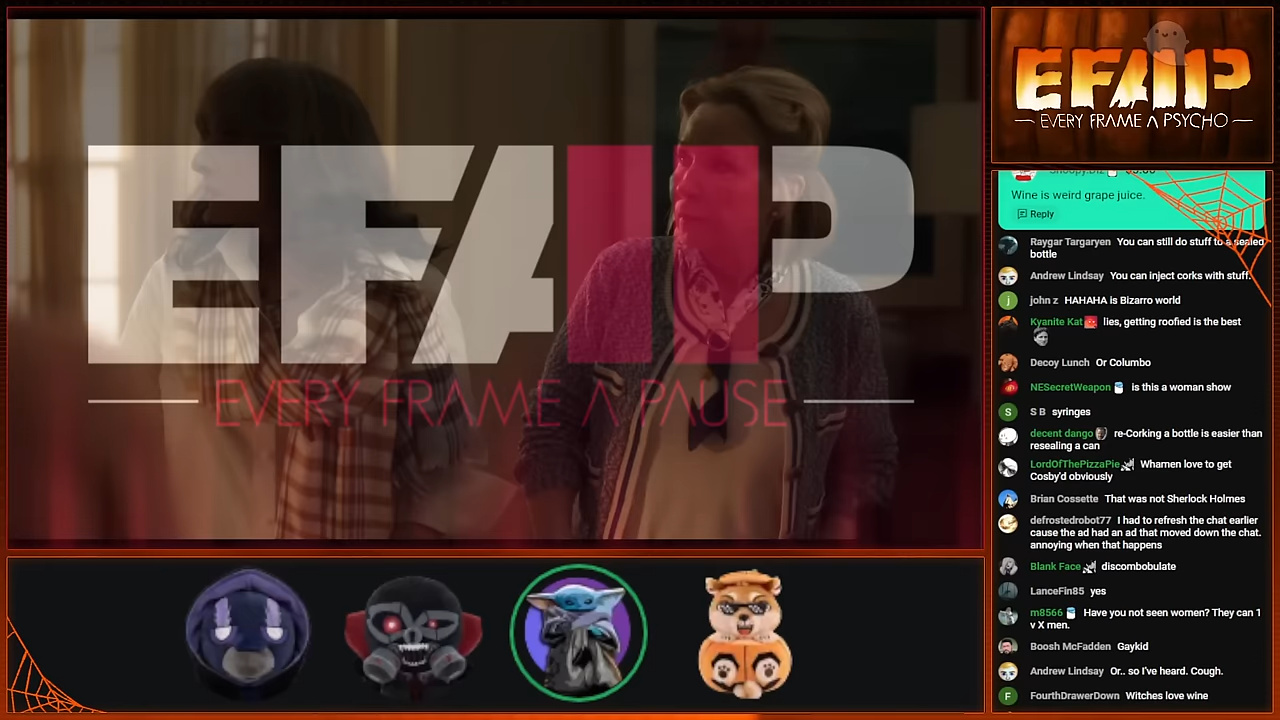 EFAP
EVERY FRAME A PAUSE
EFAP
EVERY FRAME A PSYCHO
Wine is weird grape juice.
Reply
Raygar Targaryen You can still do stuff to a sealed
bottle
Andrew Lindsay You can inject corks with stuff.
john z HAHAHA is Bizarro world
Kyanite Kat lies, getting roofied is the best
Decoy Lunch Or Columbo
NESecretWeapon is this a woman show
S B syringes
decent dango re-Corking a bottle is easier than
resealing a can
LordOfThePizzaPie Whamen love to get
Cosby'd obviously
Brian Cossette That was not Sherlock Holmes
defrostedrobot77 I had to refresh the chat earlier
cause the ad had an ad that moved down the chat.
annoying when that happens
Blank Face discombobulate
LanceFin85 yes
m8566 Have you not seen women? They can 1
v X men.
Boosh McFadden Gaykid
Andrew Lindsay Or.. so I've heard. Cough.
FourthDrawerDown Witches love wine